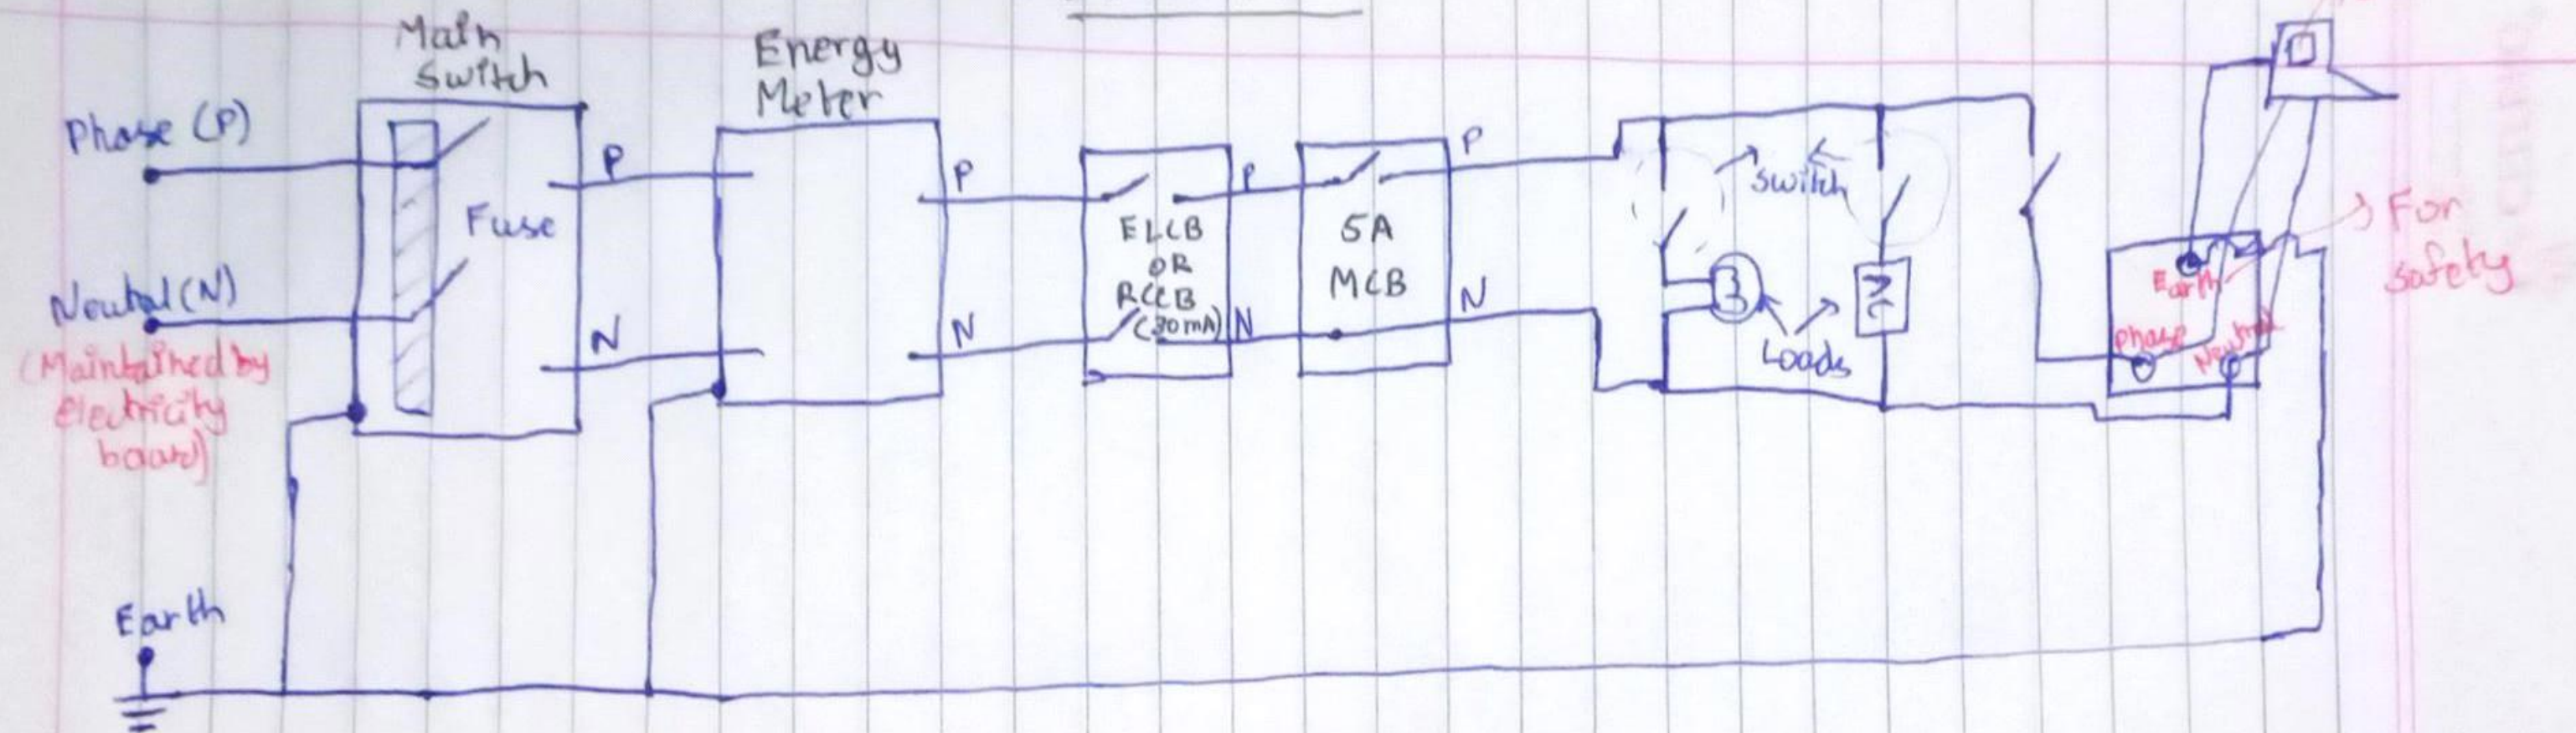 Main
Switch
Energy
Meter
Phase (P)
P
P
P
P
Fuse
Switch
ELCB
OR
RCCB
(30mA)
5A
MCB
For
safety
Earth
Neutral (N)
N
N
N
N
Phase
Neutral
Loads
(Maintained by
electricity
board)
Earth